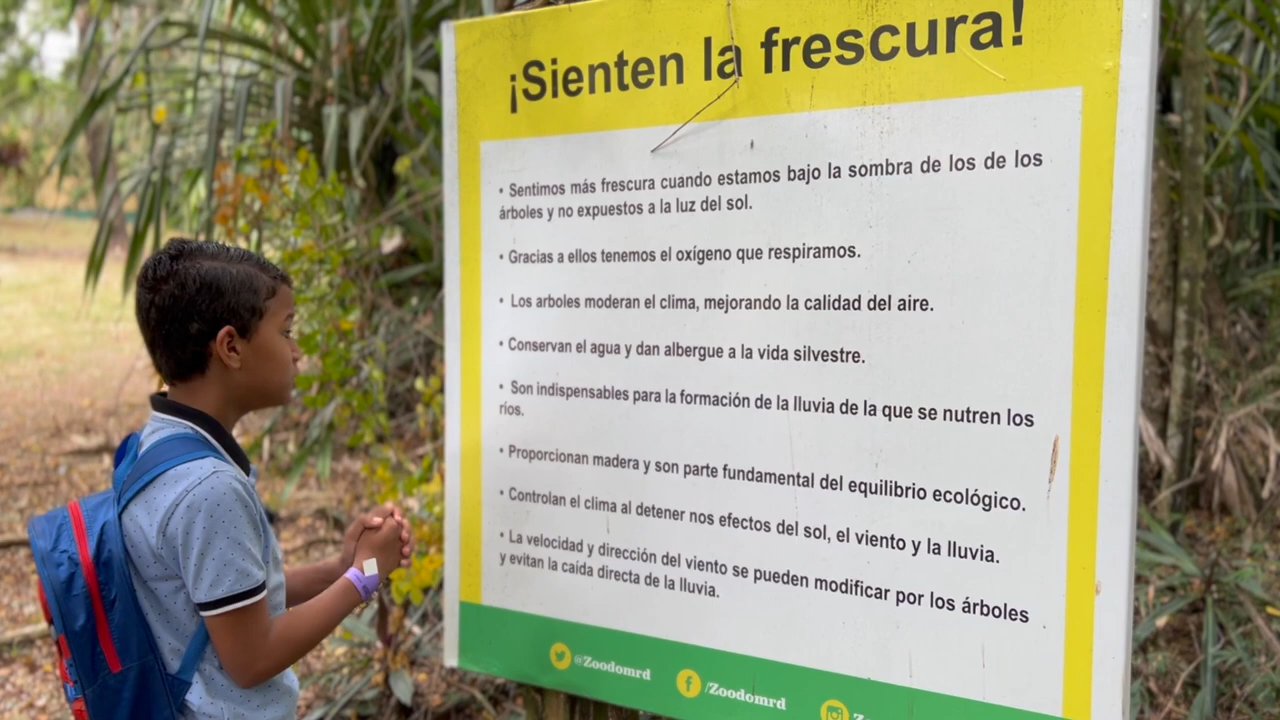 ¡Sienten la frescura!
• Sentimos más frescura cuando estamos bajo la sombra de los de los
árboles y no expuestos a la luz del sol.
• Gracias a ellos tenemos el oxígeno que respiramos.
• Los arboles moderan el clima, mejorando la calidad del aire.
• Conservan el agua y dan albergue a la vida silvestre.
• Son indispensables para la formación de la lluvia de la que se nutren los
ríos.
• Proporcionan madera y son parte fundamental del equilibrio ecológico.
• Controlan el clima al detener nos efectos del sol, el viento y la lluvia.
• La velocidad y dirección del viento se pueden modificar por los árboles
y evitan la caída directa de la lluvia.
@Zoodomrd
/Zoodomrd